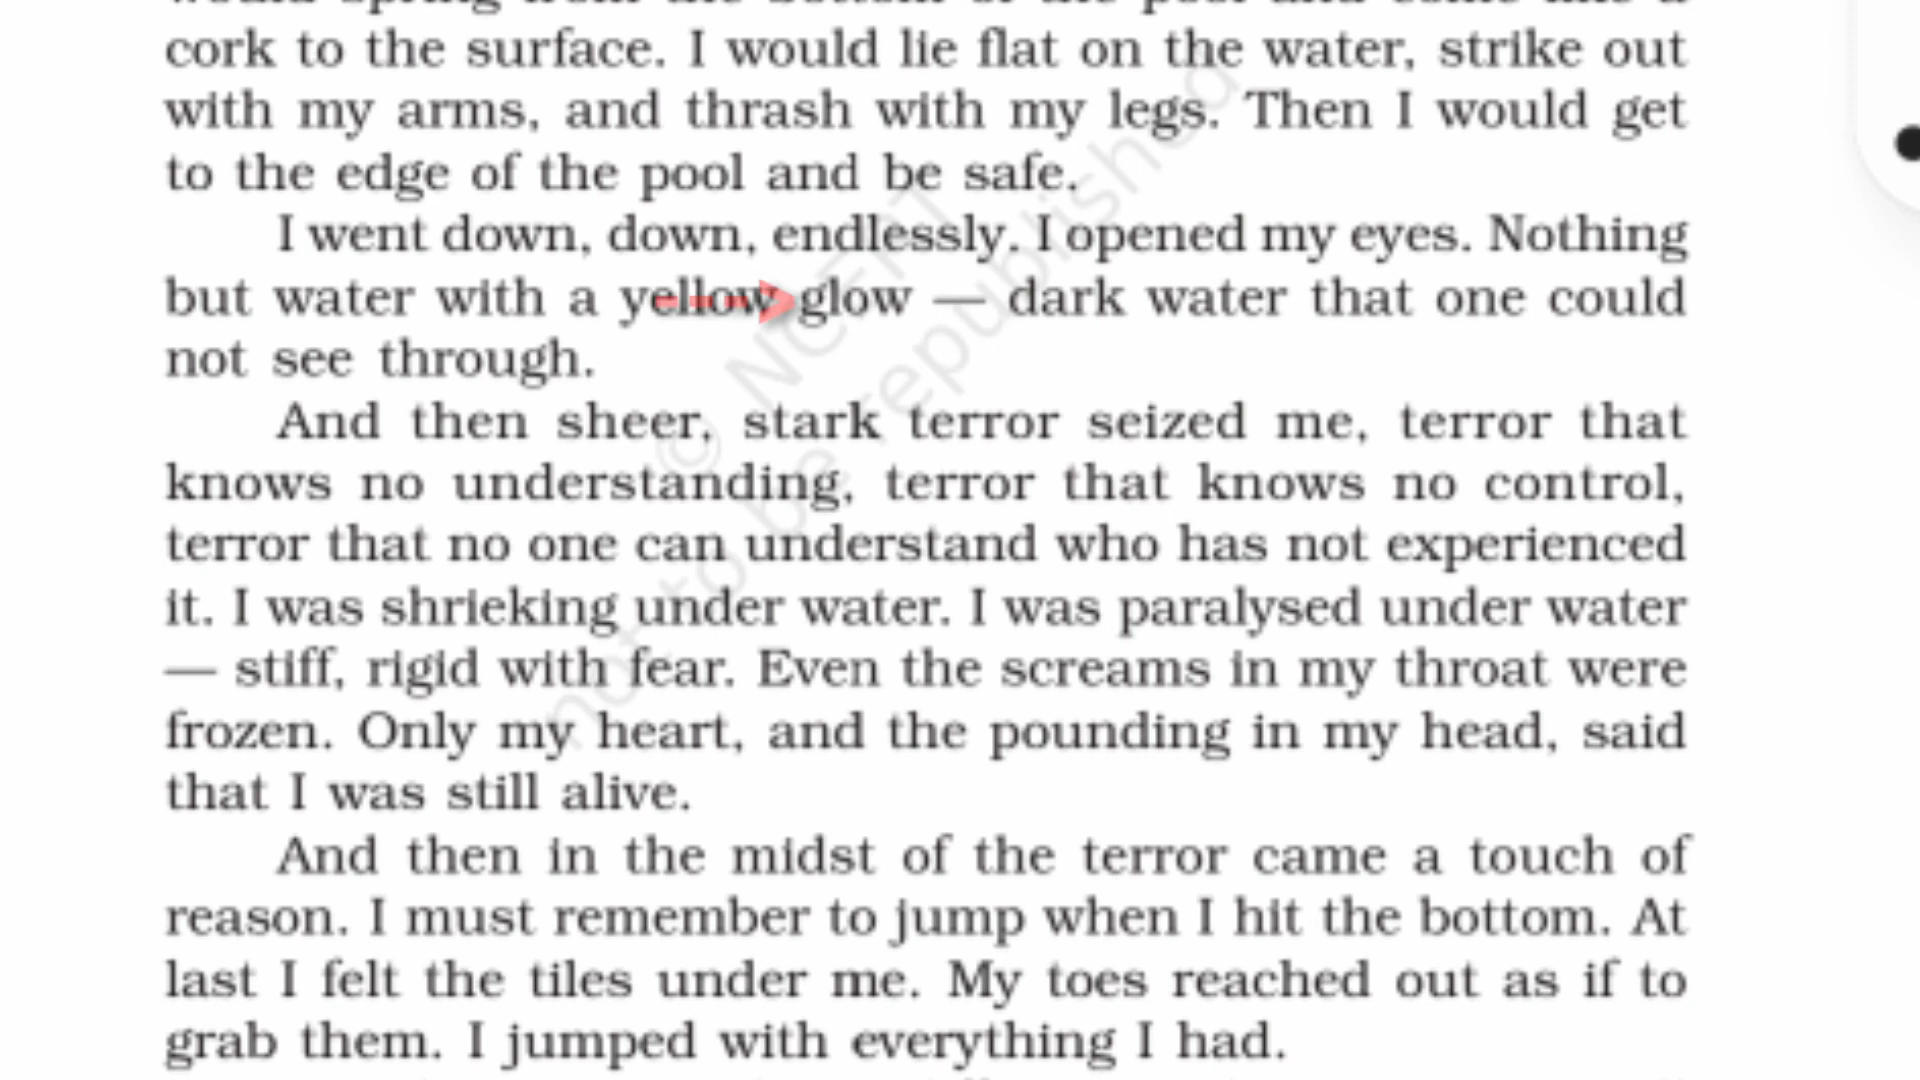 cork to the surface. I would lie flat on the water, strike out
with my arms, and thrash with my legs. Then I would get
to the edge of the pool and be safe.
I went down, down, endlessly. I opened my eyes. Nothing
but water with a yellow glow — dark water that one could
not see through.
And then sheer, stark terror seized me, terror that
knows no understanding, terror that knows no control,
terror that no one can understand who has not experienced
it. I was shrieking under water. I was paralysed under water
— stiff, rigid with fear. Even the screams in my throat were
frozen. Only my heart, and the pounding in my head, said
that I was still alive.
And then in the midst of the terror came a touch of
reason. I must remember to jump when I hit the bottom. At
last I felt the tiles under me. My toes reached out as if to
grab them. I jumped with everything I had.
© NCERT
not to be republished